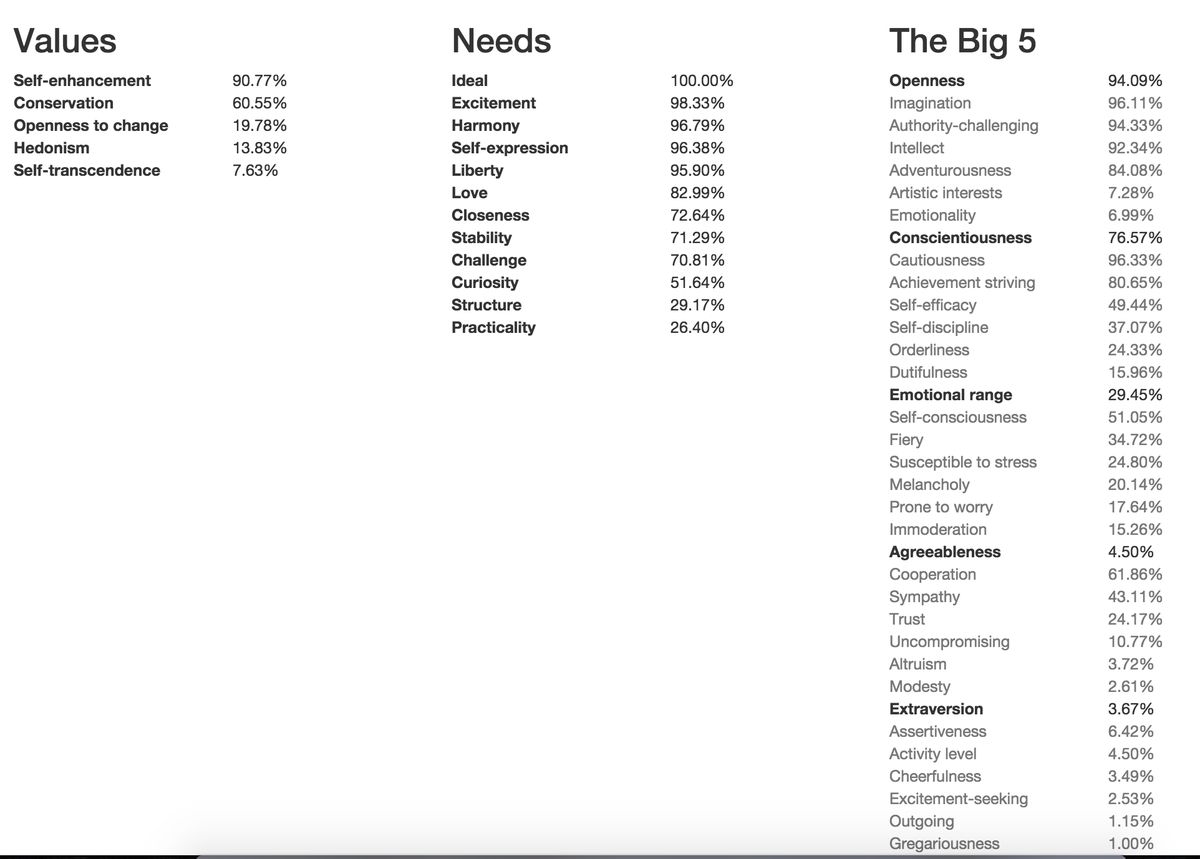 Values
Self-enhancement 90.77%
Conservation 60.55%
Openness to change 19.78%
Hedonism 13.83%
Self-transcendence 7.63%
Needs
Ideal 100.00%
Excitement 98.33%
Harmony 96.79%
Self-expression 96.38%
Liberty 95.90%
Love 82.99%
Closeness 72.64%
Stability 71.29%
Challenge 70.81%
Curiosity 51.64%
Structure 29.17%
Practicality 26.40%
The Big 5
Openness 94.09%
Imagination 96.11%
Authority-challenging 94.33%
Intellect 92.34%
Adventurousness 84.08%
Artistic interests 7.28%
Emotionality 6.99%
Conscientiousness 76.57%
Cautiousness 96.33%
Achievement striving 80.65%
Self-efficacy 49.44%
Self-discipline 37.07%
Orderliness 24.33%
Dutifulness 15.96%
Emotional range 29.45%
Self-consciousness 51.05%
Fiery 34.72%
Susceptible to stress 24.80%
Melancholy 20.14%
Prone to worry 17.64%
Immoderation 15.26%
Agreeableness 4.50%
Cooperation 61.86%
Sympathy 43.11%
Trust 24.17%
Uncompromising 10.77%
Altruism 3.72%
Modesty 2.61%
Extraversion 3.67%
Assertiveness 6.42%
Activity level 4.50%
Cheerfulness 3.49%
Excitement-seeking 2.53%
Outgoing 1.15%
Gregariousness 1.00%